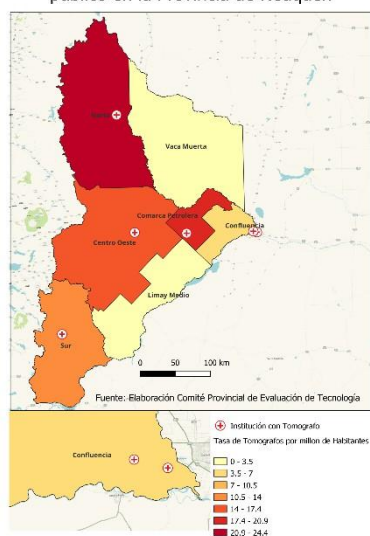 público en la Provincia de Neuquén
Vaca Muerta
Comarca Petrolera
Confluencia
Centro Oeste
Limay Medio
Sur
0 50 100 km
Fuente: Elaboración Comité Provincial de Evaluación de Tecnología
Confluencia
Institución con Tomografo
Tasa de Tomografos por millon de Habitantes
0 - 3.5
3.5 - 7
7 - 10.5
10.5 - 14
14 - 17.4
17.4 - 20.9
20.9 - 24.4